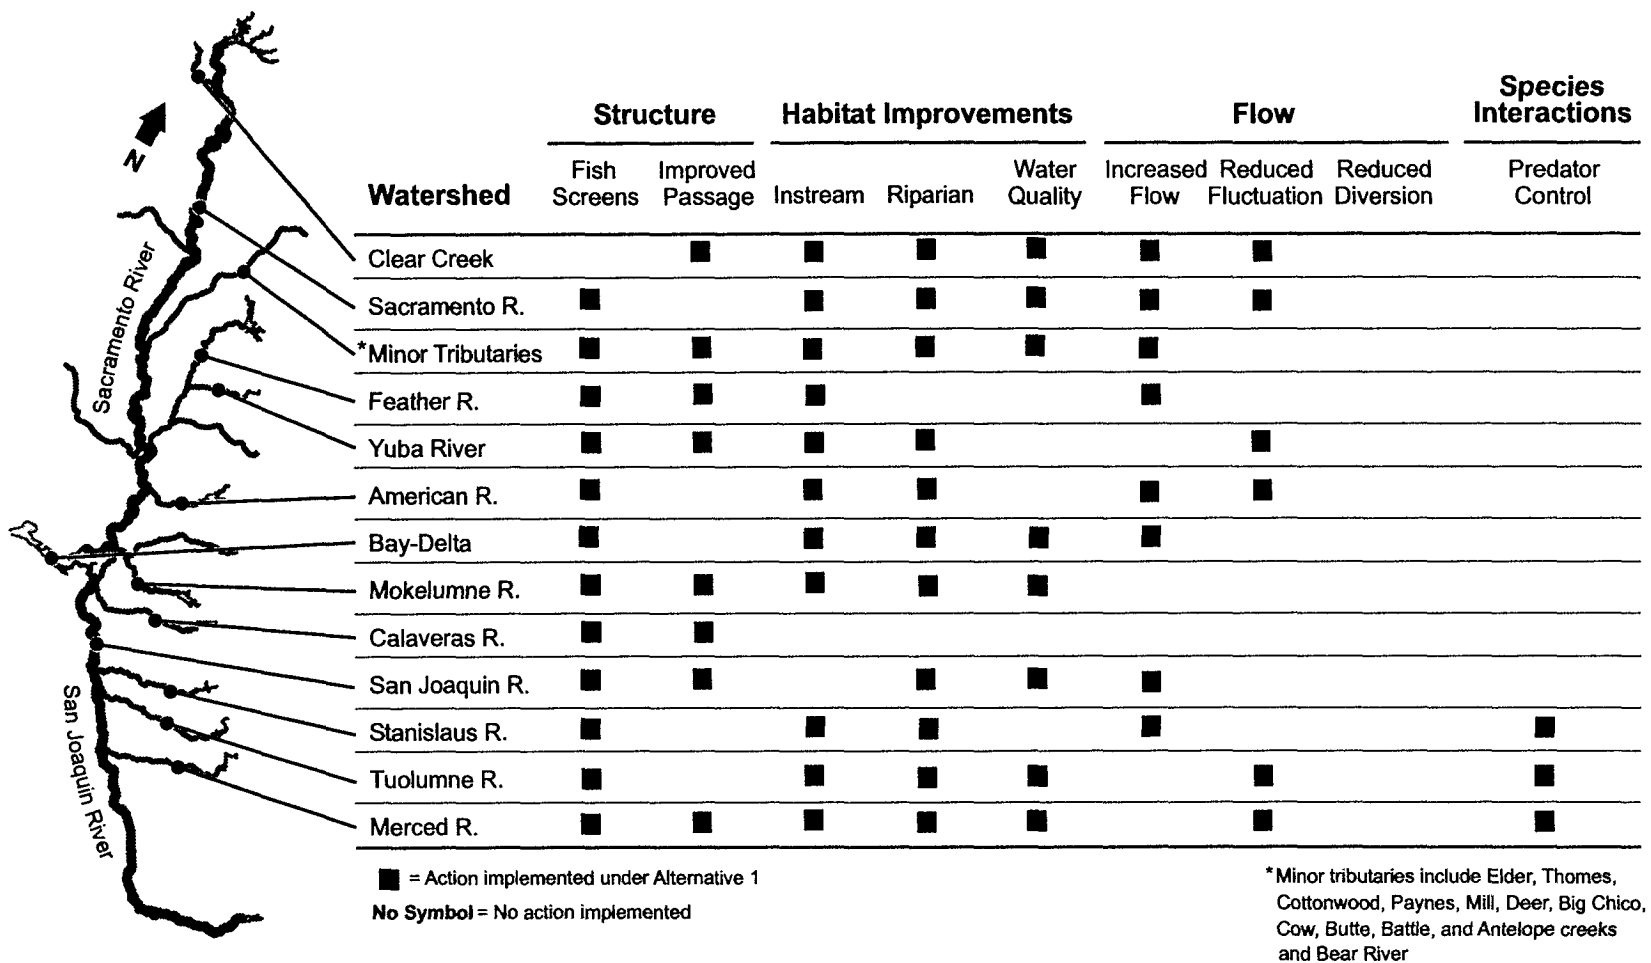 Species
Structure Habitat Improvements Flow Interactions
Fish Improved Water Increased Reduced Reduced Predator
Watershed Screens Passage Instream Riparian Quality Flow Fluctuation Diversion Control
N
Clear Creek
Sacramento R.
*Minor Tributaries
Feather R.
Yuba River
American R.
Bay-Delta
Mokelumne R.
Calaveras R.
San Joaquin R.
Stanislaus R.
Tuolumne R.
Merced R.
Sacramento River
San Joaquin River
= Action implemented under Alternative 1
No Symbol = No action implemented
*Minor tributaries include Elder, Thomes,
Cottonwood, Paynes, Mill, Deer, Big Chico,
Cow, Butte, Battle, and Antelope creeks
and Bear River